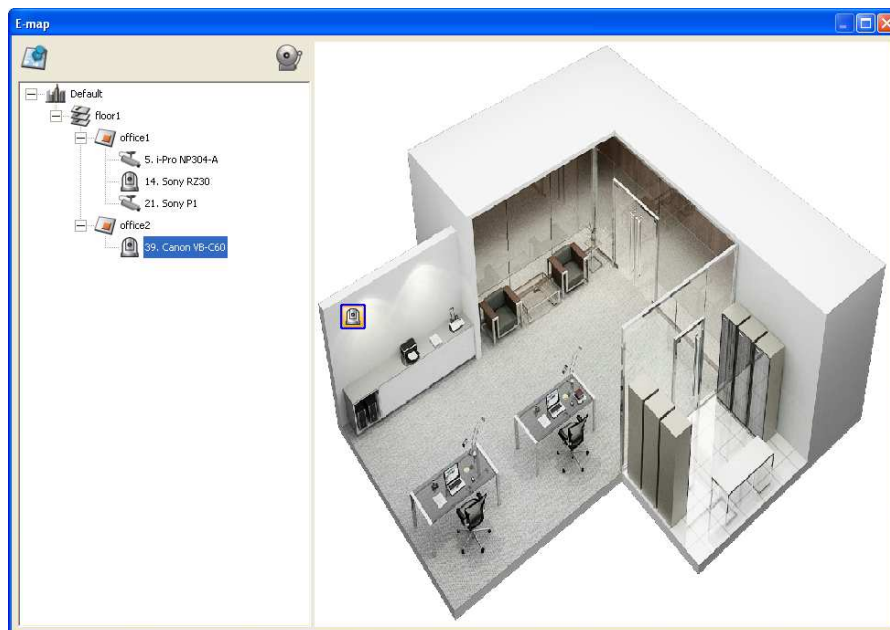 E-map
Default
floor1
office1
5. i-Pro NP304-A
14. Sony RZ30
21. Sony P1
office2
39. Canon VB-C60